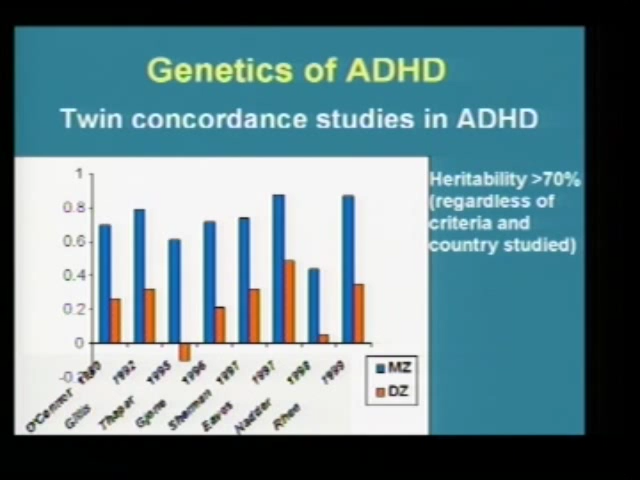 Genetics of ADHD
Twin concordance studies in ADHD
Heritability >70%
(regardless of
criteria and
country studied)
1
0.8
0.6
0.4
0.2
0
O'Connor 1980
Gillis 1992
Thapar 1995
Gjone 1996
Sherman 1997
Eaves 1997
Nadder 1998
Rhee 1999
MZ
DZ